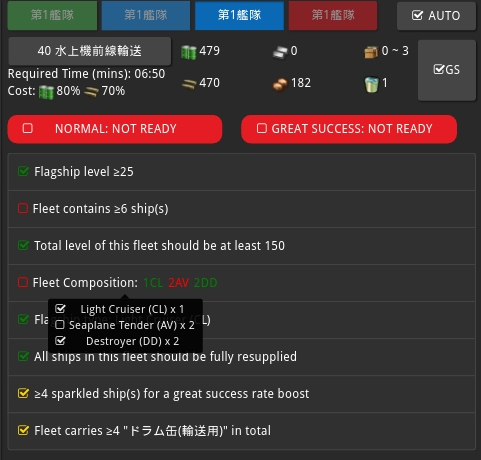 第1艦隊 第1艦隊 第1艦隊 第1艦隊 AUTO
40 水上機前線輸送 479 0 0 ~ 3
GS
Required Time (mins): 06:50
Cost: 80% 70% 470 182 1
NORMAL: NOT READY GREAT SUCCESS: NOT READY
Flagship level ≥25
Fleet contains ≥6 ship(s)
Total level of this fleet should be at least 150
Fleet Composition: 1CL 2AV 2DD
Light Cruiser (CL) x 1
Seaplane Tender (AV) x 2
Destroyer (DD) x 2
All ships in this fleet should be fully resupplied
≥4 sparkled ship(s) for a great success rate boost
Fleet carries ≥4 "ドラム缶(輸送用)" in total